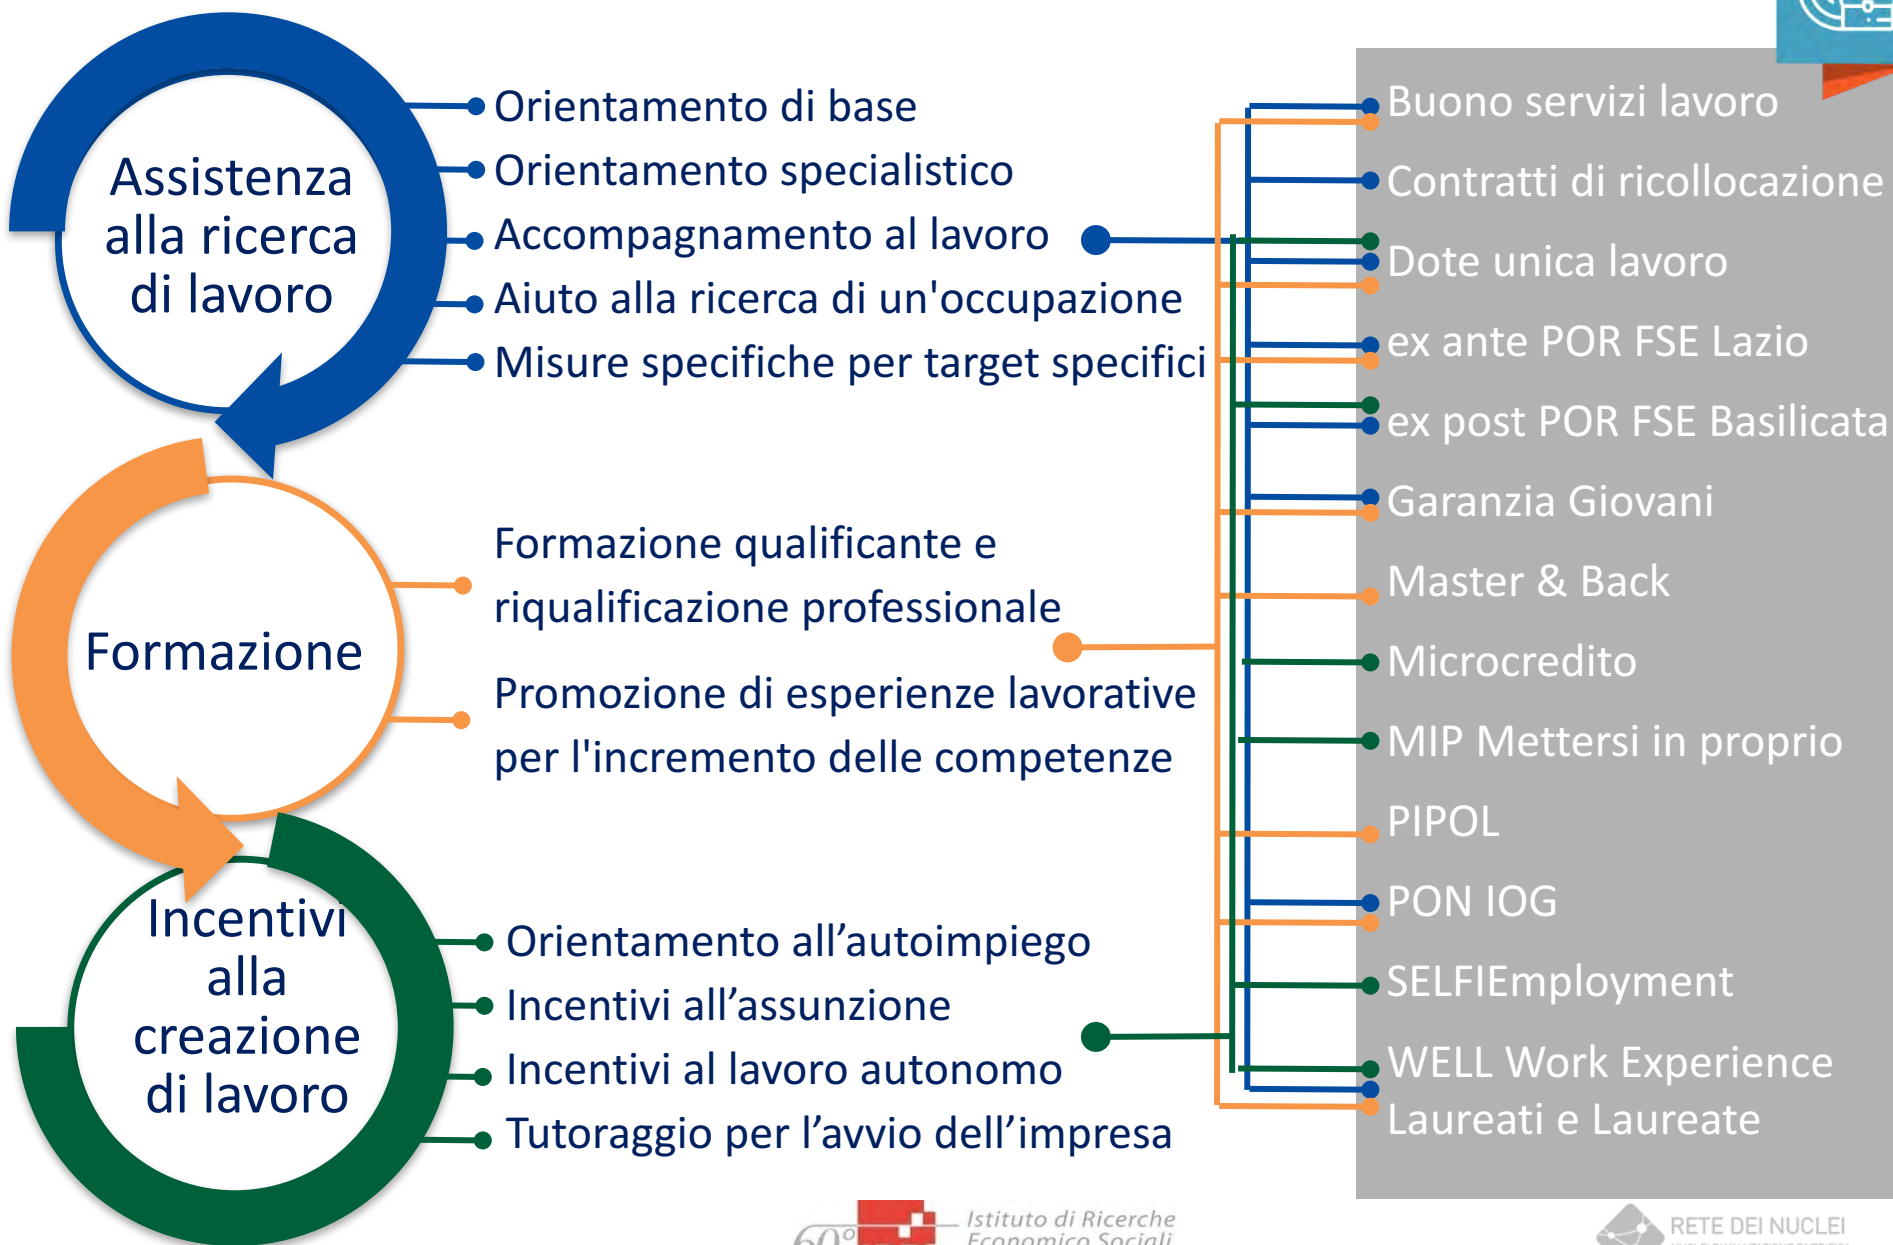 Assistenza
alla ricerca
di lavoro
Orientamento di base
Orientamento specialistico
Accompagnamento al lavoro
Aiuto alla ricerca di un'occupazione
Misure specifiche per target specifici
Formazione
Formazione qualificante e
riqualificazione professionale
Promozione di esperienze lavorative
per l'incremento delle competenze
Incentivi
alla
creazione
di lavoro
Orientamento all’autoimpiego
Incentivi all’assunzione
Incentivi al lavoro autonomo
Tutoraggio per l’avvio dell’impresa
Buono servizi lavoro
Contratti di ricollocazione
Dote unica lavoro
ex ante POR FSE Lazio
ex post POR FSE Basilicata
Garanzia Giovani
Master & Back
Microcredito
MIP Mettersi in proprio
PIPOL
PON IOG
SELFIEmployment
WELL Work Experience
Laureati e Laureate
60°
Istituto di Ricerche
Economico Sociali
RETE DEI NUCLEI